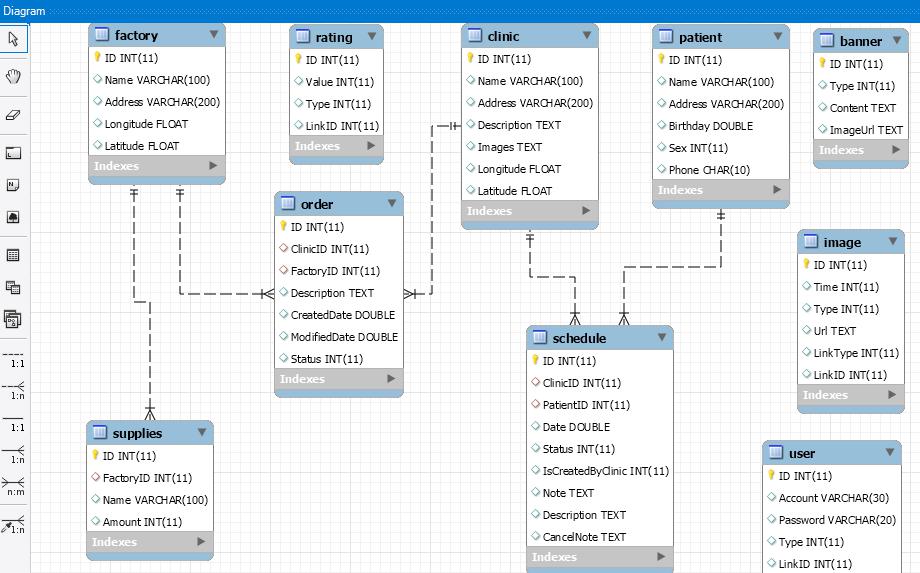 Diagram
factory
ID INT(11)
Name VARCHAR(100)
Address VARCHAR(200)
Longitude FLOAT
Latitude FLOAT
Indexes
rating
ID INT(11)
Value INT(11)
Type INT(11)
LinkID INT(11)
Indexes
clinic
ID INT(11)
Name VARCHAR(100)
Address VARCHAR(200)
Description TEXT
Images TEXT
Longitude FLOAT
Latitude FLOAT
Indexes
patient
ID INT(11)
Name VARCHAR(100)
Address VARCHAR(200)
Birthday DOUBLE
Sex INT(11)
Phone CHAR(10)
Indexes
banner
ID INT(11)
Type INT(11)
Content TEXT
ImageUrl TEXT
Indexes
order
ID INT(11)
ClinicID INT(11)
FactoryID INT(11)
Description TEXT
CreatedDate DOUBLE
ModifiedDate DOUBLE
Status INT(11)
Indexes
image
ID INT(11)
Time INT(11)
Type INT(11)
Url TEXT
LinkType INT(11)
LinkID INT(11)
Indexes
schedule
ID INT(11)
ClinicID INT(11)
PatientID INT(11)
Date DOUBLE
Status INT(11)
IsCreatedByClinic INT(11)
Note TEXT
Description TEXT
CancelNote TEXT
Indexes
supplies
ID INT(11)
FactoryID INT(11)
Name VARCHAR(100)
Amount INT(11)
Indexes
user
ID INT(11)
Account VARCHAR(30)
Password VARCHAR(20)
Type INT(11)
LinkID INT(11)
1:1
1:n
1:1
1:n
n:m
1:n